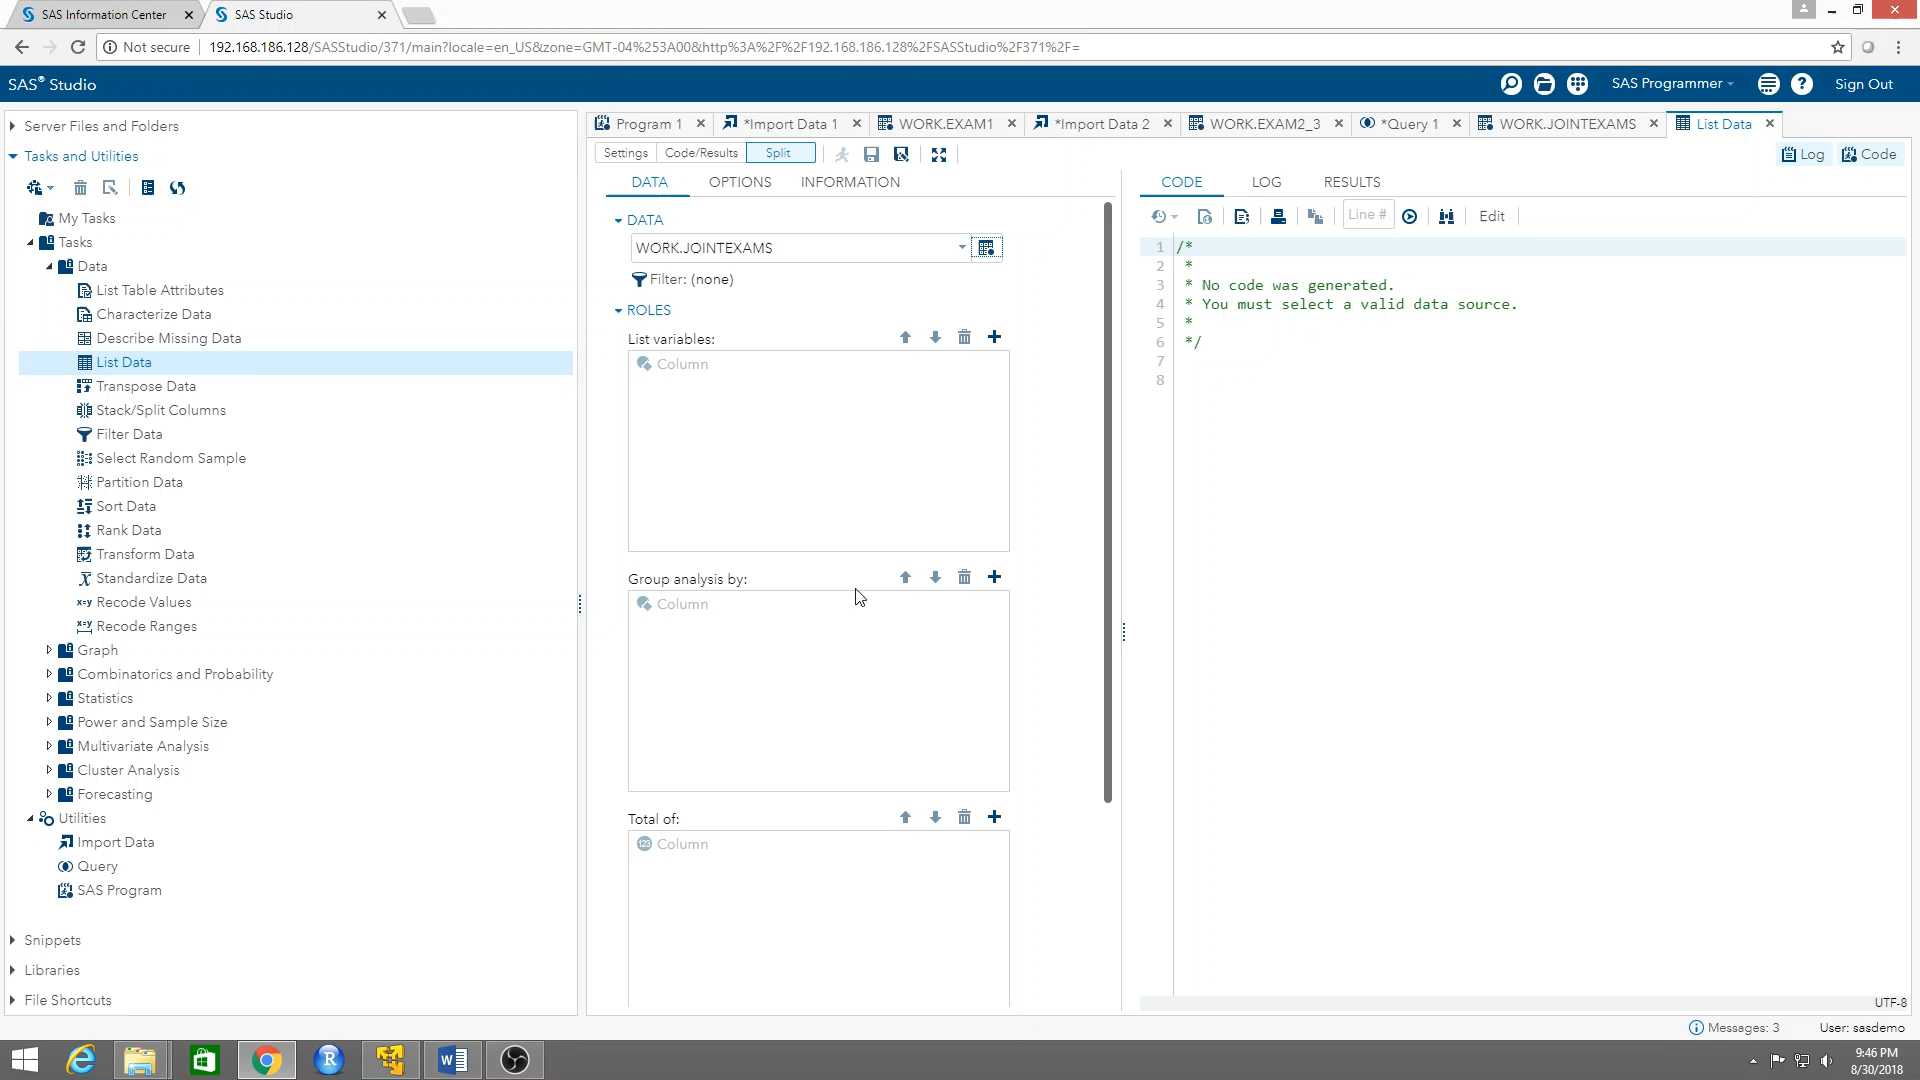 SAS Information Center
SAS Studio
Not secure 192.168.186.128/SASStudio/371/main?locale=en_US&zone=GMT-04%253A00&http%3A%2F%2F192.168.186.128%2FSASStudio%2F371%2F=
SAS® Studio
SAS Programmer
Sign Out
Server Files and Folders
Tasks and Utilities
My Tasks
Tasks
Data
List Table Attributes
Characterize Data
Describe Missing Data
List Data
Transpose Data
Stack/Split Columns
Filter Data
Select Random Sample
Partition Data
Sort Data
Rank Data
Transform Data
Standardize Data
Recode Values
Recode Ranges
Graph
Combinatorics and Probability
Statistics
Power and Sample Size
Multivariate Analysis
Cluster Analysis
Forecasting
Utilities
Import Data
Query
SAS Program
Snippets
Libraries
File Shortcuts
Program 1
*Import Data 1
WORK.EXAM1
*Import Data 2
WORK.EXAM2_3
*Query 1
WORK.JOINTEXAMS
List Data
Settings Code/Results Split
Log Code
DATA OPTIONS INFORMATION
DATA
WORK.JOINTEXAMS
Filter: (none)
ROLES
List variables:
Column
Group analysis by:
Column
Total of:
123 Column
CODE LOG RESULTS
Line # Edit
1 /*
2 *
3 * No code was generated.
4 * You must select a valid data source.
5 *
6 */
7
8
UTF-8
Messages: 3 User: sasdemo
9:46 PM
8/30/2018